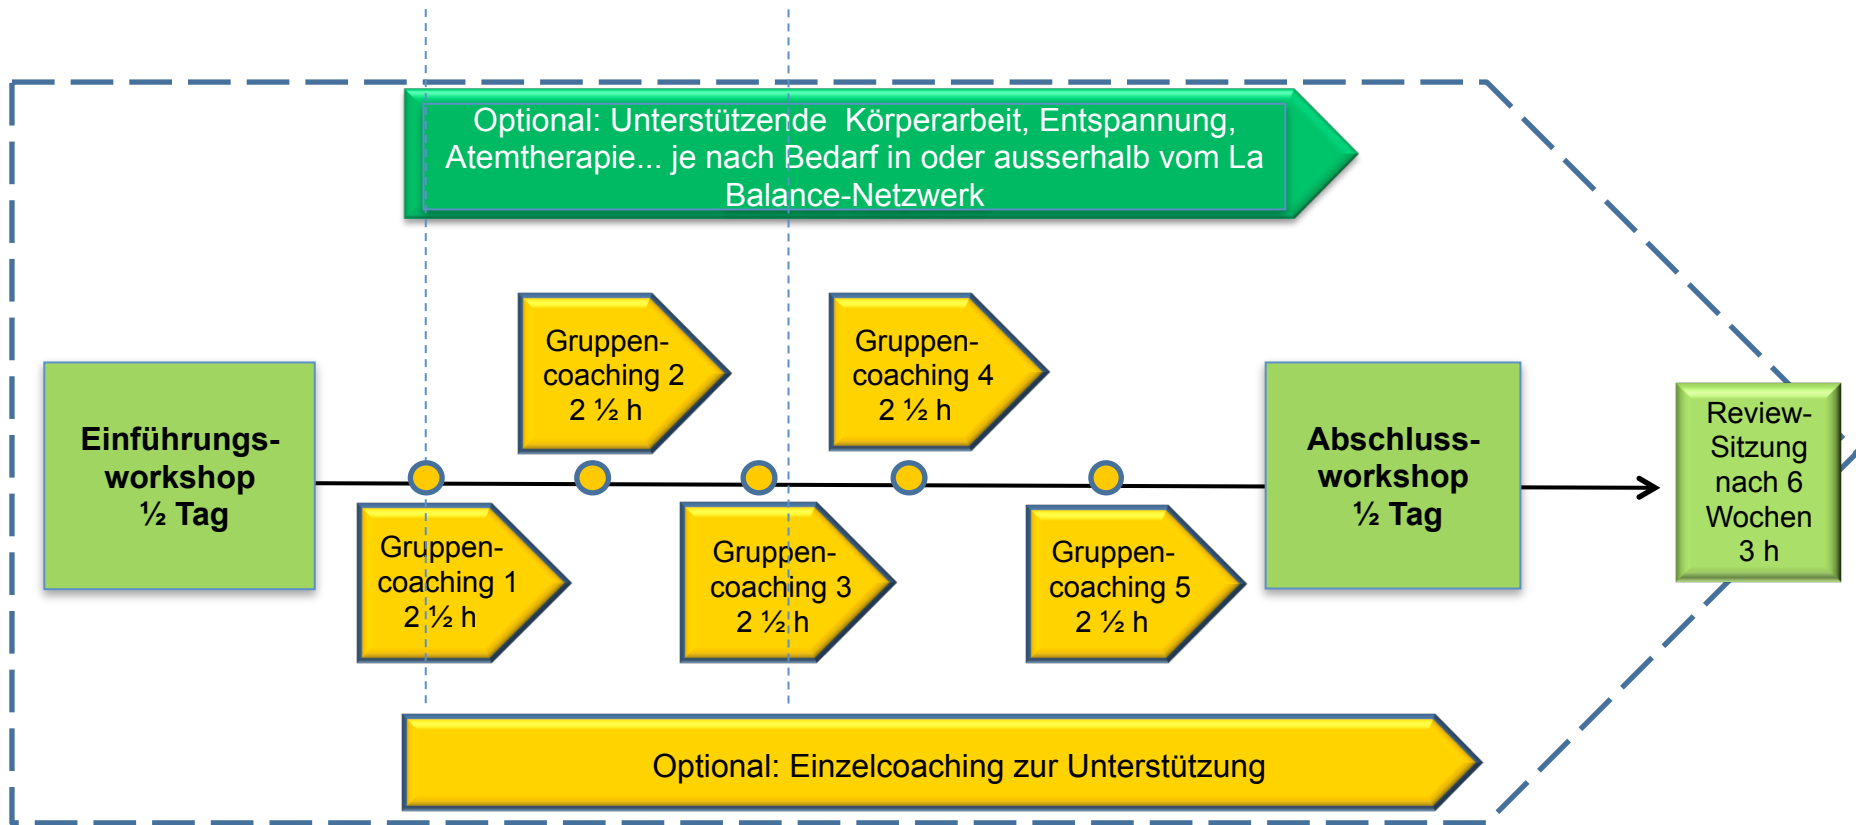 Optional: Unterstützende Körperarbeit, Entspannung,
Atemtherapie... je nach Bedarf in oder ausserhalb vom La
Balance-Netzwerk
Einführungs-
workshop
½ Tag
Gruppen-
coaching 1
2 ½ h
Gruppen-
coaching 2
2 ½ h
Gruppen-
coaching 3
2 ½ h
Gruppen-
coaching 4
2 ½ h
Gruppen-
coaching 5
2 ½ h
Abschluss-
workshop
½ Tag
Review-
Sitzung
nach 6
Wochen
3 h
Optional: Einzelcoaching zur Unterstützung